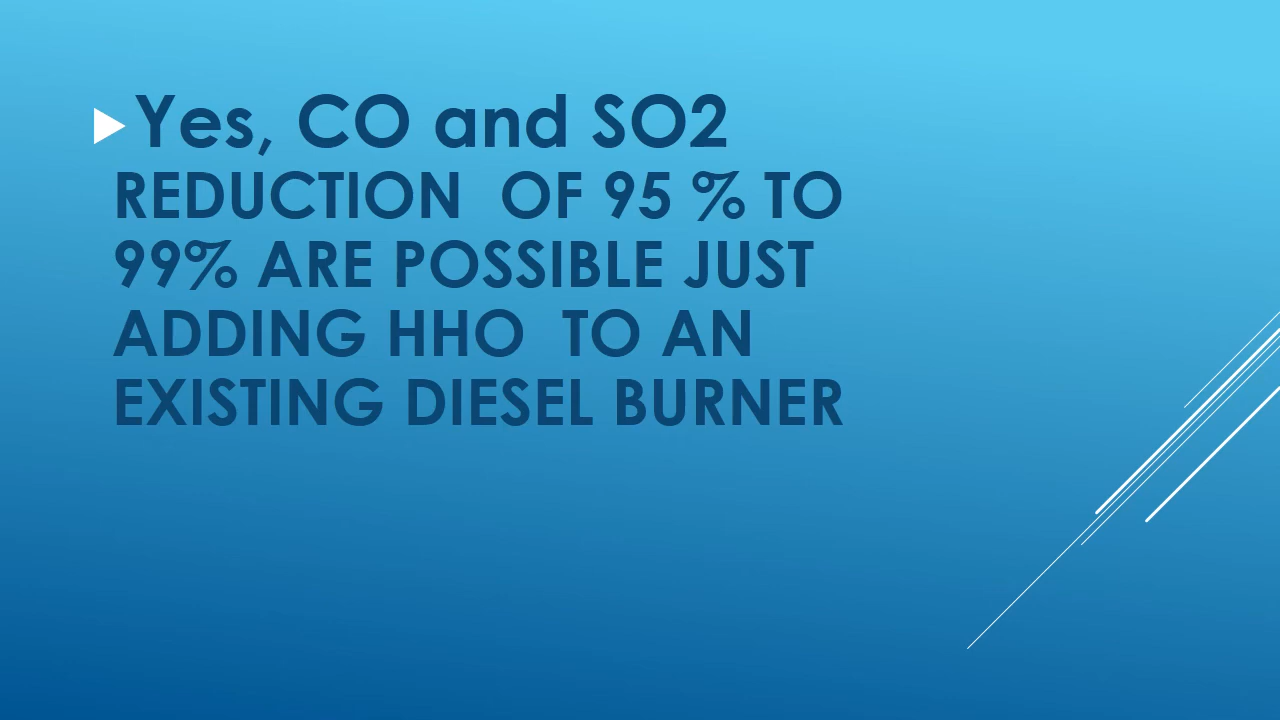 Yes, CO and SO2
REDUCTION  OF 95 % TO
99% ARE POSSIBLE JUST
ADDING HHO  TO AN
EXISTING DIESEL BURNER